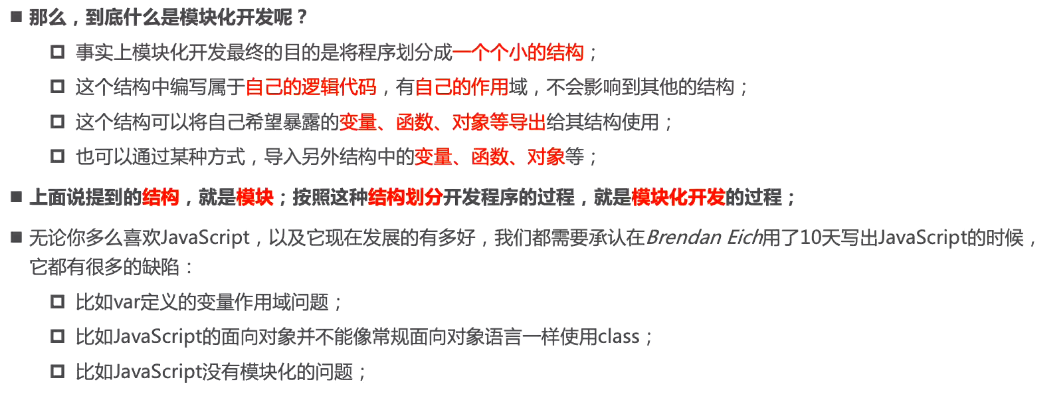 那么，到底什么是模块化开发呢？
事实上模块化开发最终的目的是将程序划分成一个个小的结构；
这个结构中编写属于自己的逻辑代码，有自己的作用域，不会影响到其他的结构；
这个结构可以将自己希望暴露的变量、函数、对象等导出给其结构使用；
也可以通过某种方式，导入另外结构中的变量、函数、对象等；
上面说提到的结构，就是模块；按照这种结构划分开发程序的过程，就是模块化开发的过程；
无论你多么喜欢JavaScript，以及它现在发展的有多好，我们都需要承认在Brendan Eich用了10天写出JavaScript的时候，
它都有很多的缺陷：
比如var定义的变量作用域问题；
比如JavaScript的面向对象并不能像常规面向对象语言一样使用class；
比如JavaScript没有模块化的问题；